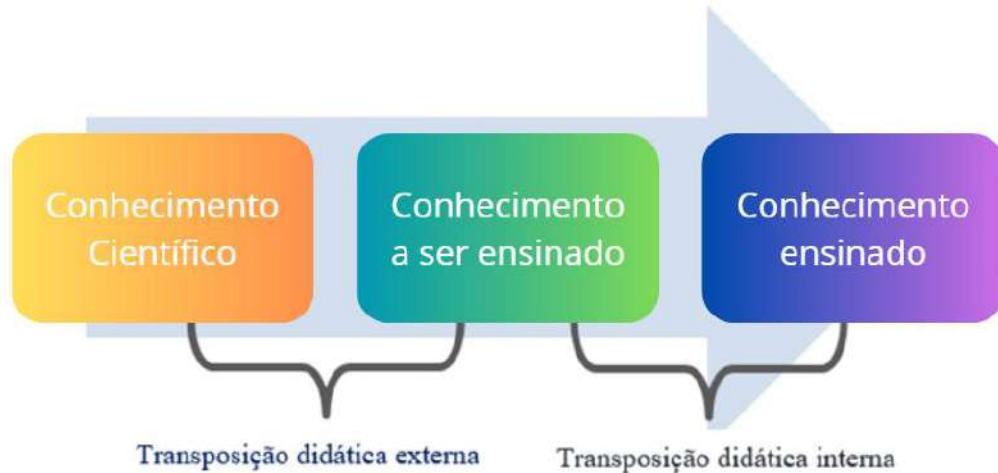 Conhecimento
Científico
Conhecimento
a ser ensinado
Conhecimento
ensinado
Transposição didática externa
Transposição didática interna